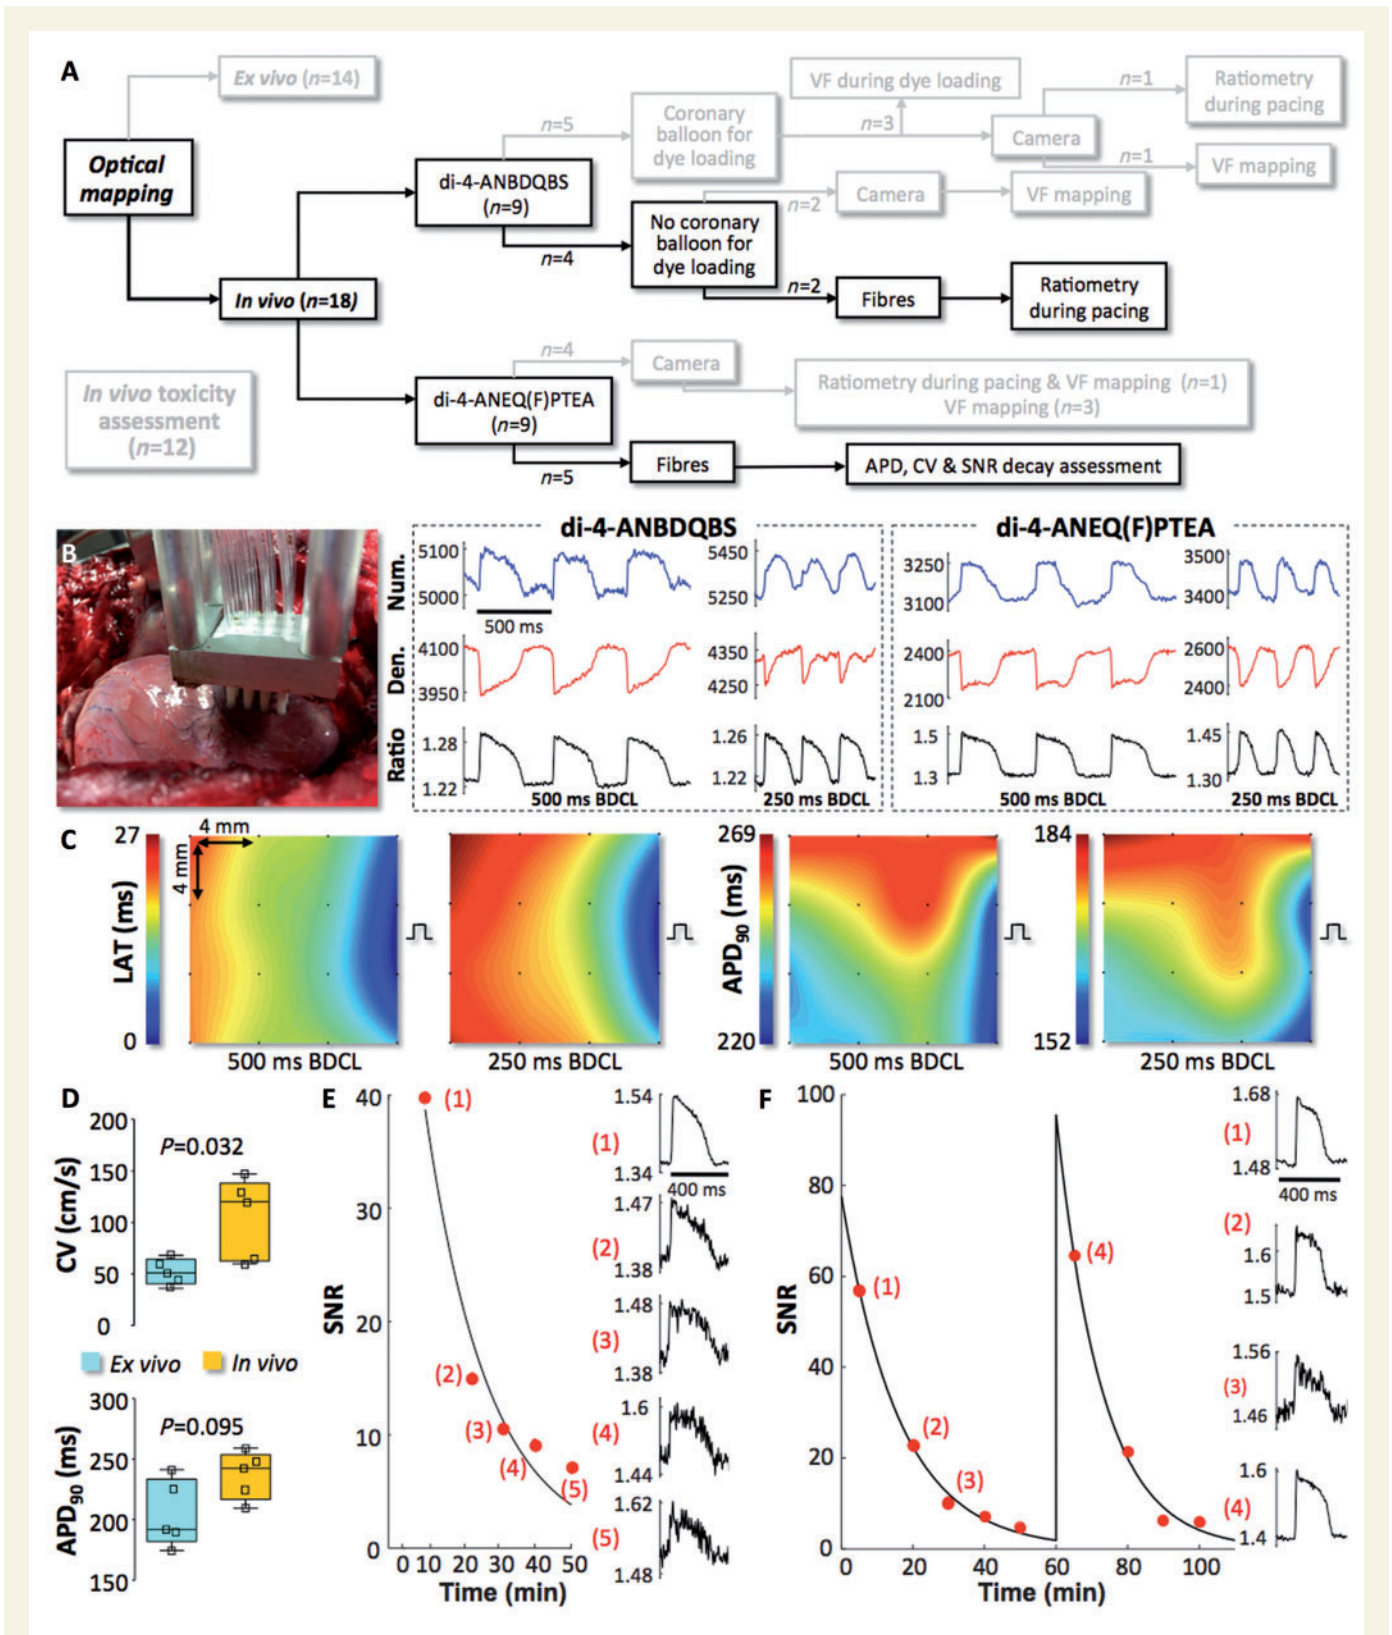 A
Ex vivo (n=14)
Optical
mapping
In vivo (n=18)
In vivo toxicity
assessment
(n=12)
di-4-ANBDQBS
(n=9)
n=5
Coronary
balloon for
dye loading
n=3
VF during dye loading
Camera
n=1
Ratiometry
during pacing
n=1
VF mapping
n=4
No coronary
balloon for
dye loading
n=2
Camera
VF mapping
n=2
Fibres
Ratiometry
during pacing
di-4-ANEQ(F)PTEA
(n=9)
n=4
Camera
Ratiometry during pacing & VF mapping (n=1)
VF mapping (n=3)
n=5
Fibres
APD, CV & SNR decay assessment
B
di-4-ANBDQBS
di-4-ANEQ(F)PTEA
Num.
5100
5000
500 ms
5450
5250
3250
3100
3500
3400
Den.
4100
3950
4350
4250
2400
2100
2600
2400
Ratio
1.28
1.22
1.26
1.22
1.5
1.3
1.45
1.30
500 ms BDCL
250 ms BDCL
500 ms BDCL
250 ms BDCL
C
LAT (ms)
27
0
4 mm
4 mm
500 ms BDCL
250 ms BDCL
APD90 (ms)
269
220
500 ms BDCL
184
152
250 ms BDCL
D
CV (cm/s)
200
150
100
50
0
P=0.032
Ex vivo
In vivo
APD90 (ms)
300
250
200
150
P=0.095
E
SNR
40
30
20
10
0
(1)
(2)
(3)
(4)
(5)
0 10 20 30 40 50
Time (min)
(1)
1.54
1.34
400 ms
(2)
1.47
1.38
(3)
1.48
1.38
(4)
1.6
1.44
(5)
1.62
1.48
F
SNR
100
80
60
40
20
0
(1)
(2)
(3)
(4)
0 20 40 60 80 100
Time (min)
(1)
1.68
1.48
400 ms
(2)
1.6
1.5
(3)
1.56
1.46
(4)
1.6
1.4